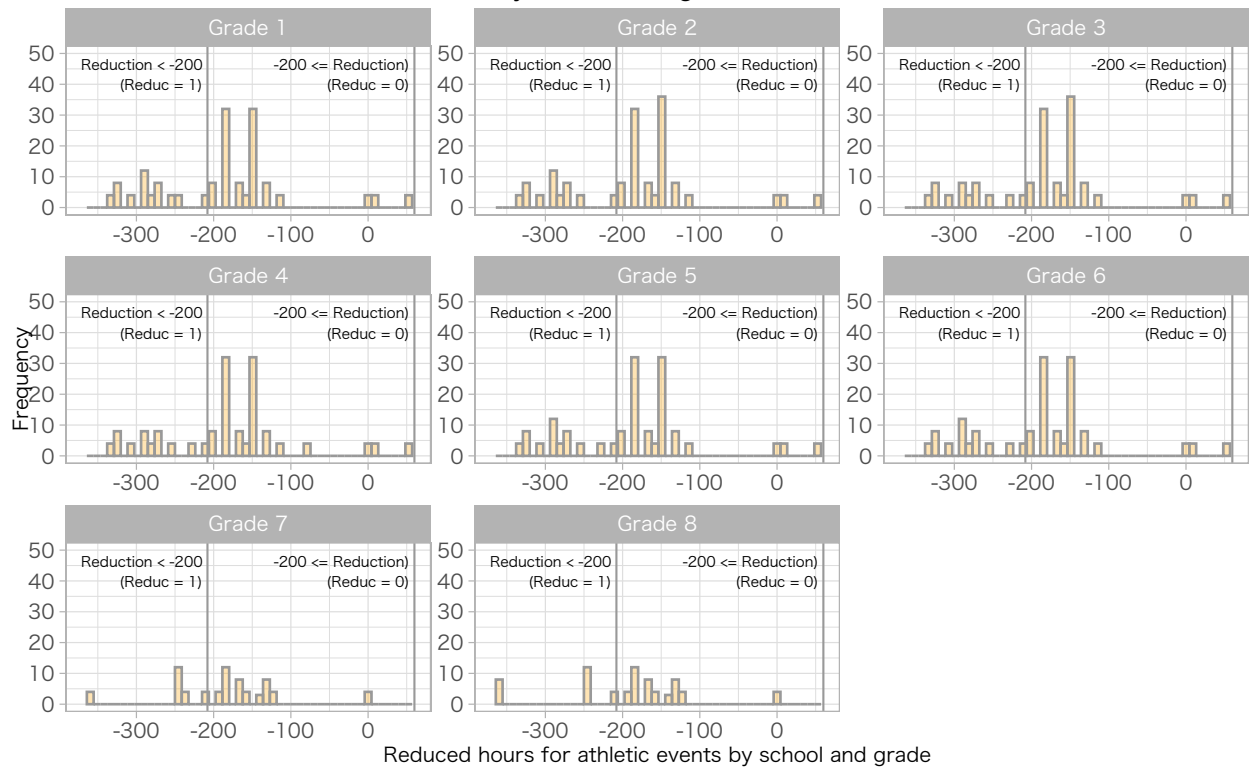 Grade 1
Grade 2
Grade 3
50
40
30
20
10
0
Reduction < -200
(Reduc = 1)
-200 <= Reduction)
(Reduc = 0)
-300
-200
-100
0
50
40
30
20
10
0
Reduction < -200
(Reduc = 1)
-200 <= Reduction)
(Reduc = 0)
-300
-200
-100
0
50
40
30
20
10
0
Reduction < -200
(Reduc = 1)
-200 <= Reduction)
(Reduc = 0)
-300
-200
-100
0
Grade 4
Grade 5
Grade 6
Frequency
50
40
30
20
10
0
Reduction < -200
(Reduc = 1)
-200 <= Reduction)
(Reduc = 0)
-300
-200
-100
0
50
40
30
20
10
0
Reduction < -200
(Reduc = 1)
-200 <= Reduction)
(Reduc = 0)
-300
-200
-100
0
50
40
30
20
10
0
Reduction < -200
(Reduc = 1)
-200 <= Reduction)
(Reduc = 0)
-300
-200
-100
0
Grade 7
Grade 8
50
40
30
20
10
0
Reduction < -200
(Reduc = 1)
-200 <= Reduction)
(Reduc = 0)
-300
-200
-100
0
50
40
30
20
10
0
Reduction < -200
(Reduc = 1)
-200 <= Reduction)
(Reduc = 0)
-300
-200
-100
0
Reduced hours for athletic events by school and grade